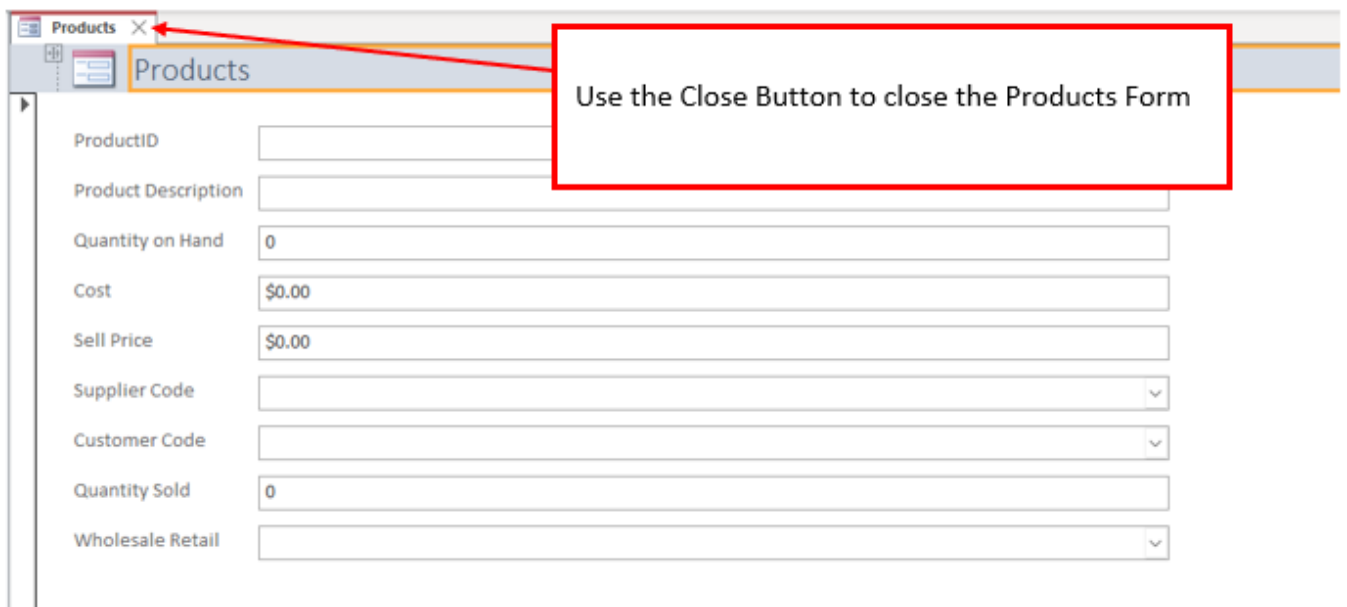 Products
Products
Use the Close Button to close the Products Form
ProductID
Product Description
Quantity on Hand 0
Cost $0.00
Sell Price $0.00
Supplier Code
Customer Code
Quantity Sold 0
Wholesale Retail